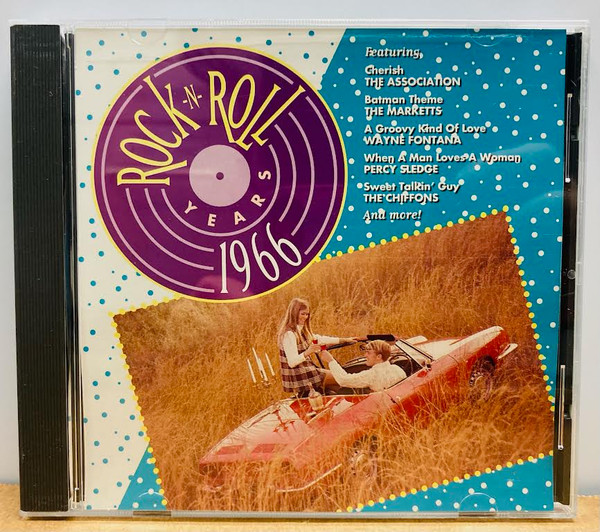 ROCK-N-ROLL
YEARS
1966
Featuring
Cherish
THE ASSOCIATION
Batman Theme
THE MARKETTS
A Groovy Kind Of Love
WAYNE FONTANA
When A Man Loves A Woman
PERCY SLEDGE
Sweet Talkin' Guy
THE CHIFFONS
And more!